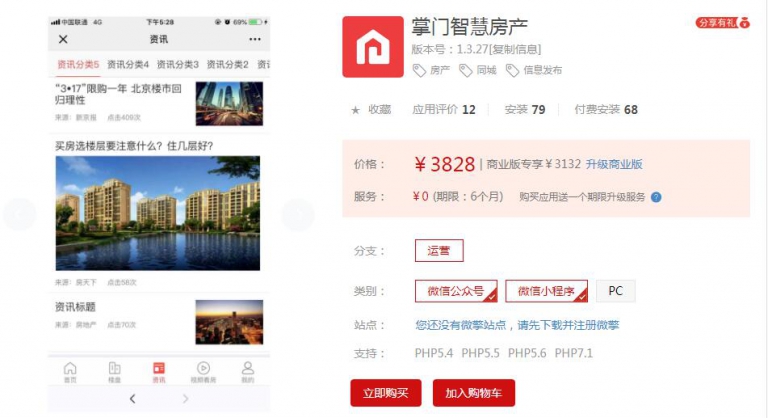 中国联通 4G
下午5:28
69%
资讯
资讯分类5 资讯分类4 资讯分类3 资讯分类2 资讯
“3•17”限购一年 北京楼市回
归理性
来源：新京报 点击409次
买房选楼层要注意什么？住几层好？
来源：房天下 点击58次
资讯标题
来源：房地产 点击70次
首页 楼盘 资讯 视频看房 我的
掌门智慧房产
分享有礼
版本号：1.3.27[复制信息]
房产 同城 信息发布
★ 收藏 应用评价 12 安装 79 付费安装 68
价格： ¥3828 | 商业版专享 ¥3132 升级商业版
服务： ¥0 (期限：6个月) 购买应用送一个期限升级服务 ?
分支： 运营
类别： 微信公众号 微信小程序 PC
站点： 您还没有微擎站点，请先下载并注册微擎
支持： PHP5.4 PHP5.5 PHP5.6 PHP7.1
立即购买 加入购物车